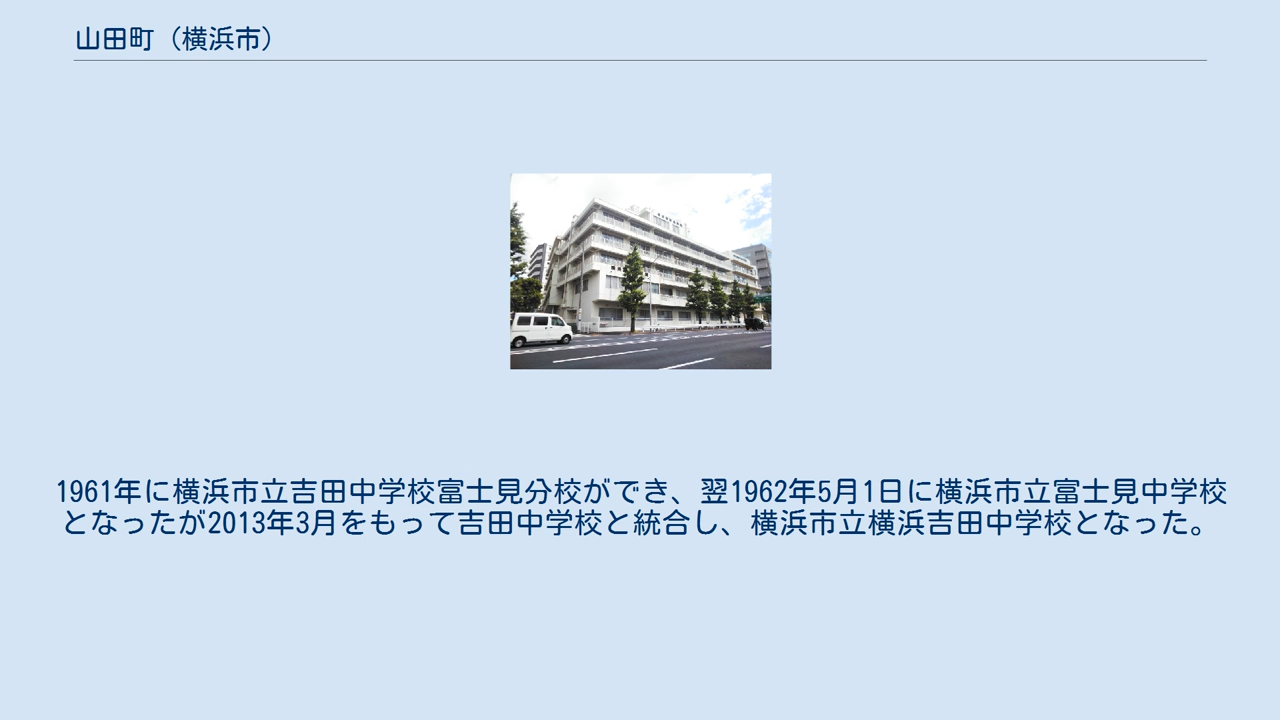 山田町（横浜市）
1961年に横浜市立吉田中学校富士見分校ができ、翌1962年5月1日に横浜市立富士見中学校
となったが2013年3月をもって吉田中学校と統合し、横浜市立横浜吉田中学校となった。